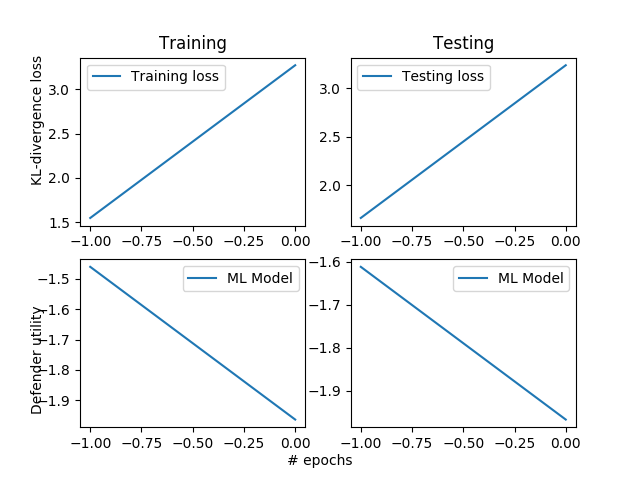 Training
Testing
KL-divergence loss
Training loss
Testing loss
3.0
2.5
2.0
1.5
3.0
2.5
2.0
−1.00 −0.75 −0.50 −0.25 0.00
−1.00 −0.75 −0.50 −0.25 0.00
Defender utility
ML Model
ML Model
−1.5
−1.6
−1.7
−1.8
−1.9
−1.6
−1.7
−1.8
−1.9
−1.00 −0.75 −0.50 −0.25 0.00
−1.00 −0.75 −0.50 −0.25 0.00
# epochs